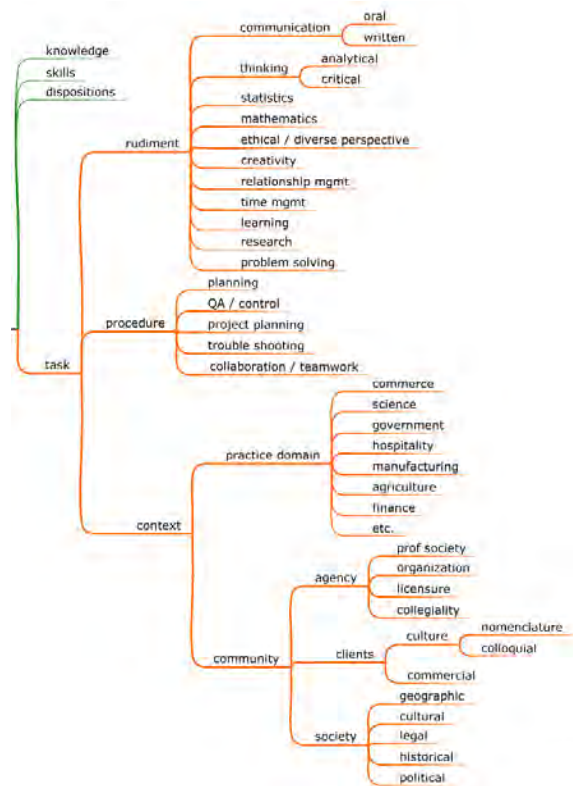 knowledge
skills
dispositions
task
rudiment
communication
oral
written
thinking
analytical
critical
statistics
mathematics
ethical / diverse perspective
creativity
relationship mgmt
time mgmt
learning
research
problem solving
procedure
planning
QA / control
project planning
trouble shooting
collaboration / teamwork
context
practice domain
commerce
science
government
hospitality
manufacturing
agriculture
finance
etc.
community
agency
prof society
organization
licensure
collegiality
clients
culture
nomenclature
colloquial
commercial
society
geographic
cultural
legal
historical
political